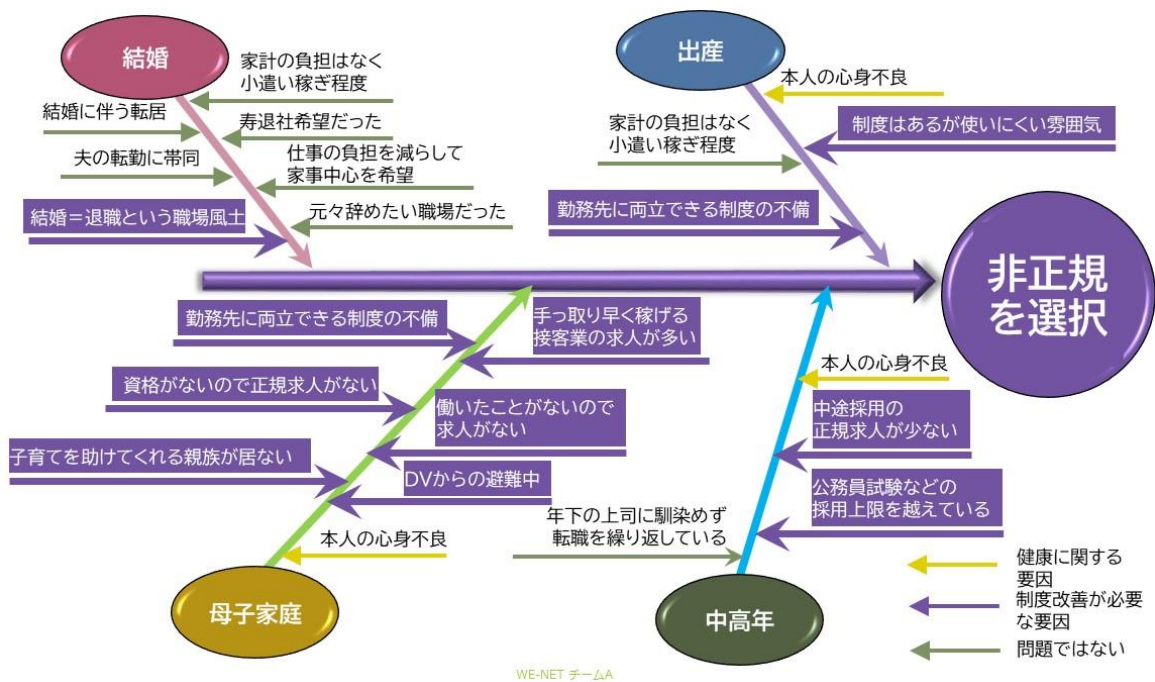 結婚
家計の負担はなく
小遣い稼ぎ程度
結婚に伴う転居
寿退社希望だった
夫の転勤に帯同
仕事の負担を減らして
家事中心を希望
結婚＝退職という職場風土
元々辞めたい職場だった
出産
本人の心身不良
制度はあるが使いにくい雰囲気
家計の負担はなく
小遣い稼ぎ程度
勤務先に両立できる制度の不備
非正規
を選択
勤務先に両立できる制度の不備
手っ取り早く稼げる
接客業の求人が多い
資格がないので正規求人がない
働いたことがないので
求人がない
子育てを助けてくれる親族が居ない
DVからの避難中
本人の心身不良
母子家庭
本人の心身不良
中途採用の
正規求人が少ない
公務員試験などの
採用上限を越えている
年下の上司に馴染めず
転職を繰り返している
中高年
健康に関する
要因
制度改善が必要
な要因
問題ではない
WE-NET チームA